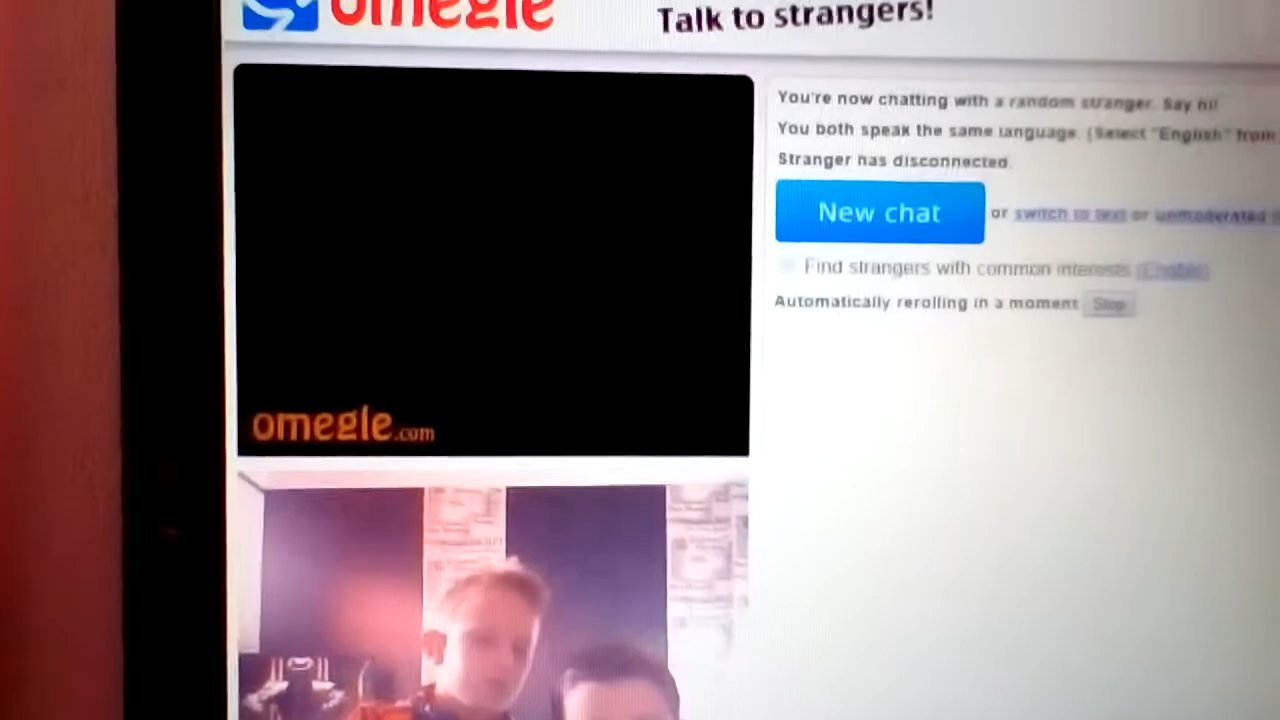 omegle
Talk to strangers!
You're now chatting with a random stranger. Say hi!
You both speak the same language. (Select "English" from
Stranger has disconnected.
New chat or switch to text or unmoderated
Find strangers with common interests (Enable)
Automatically rerolling in a moment Stop
omegle.com